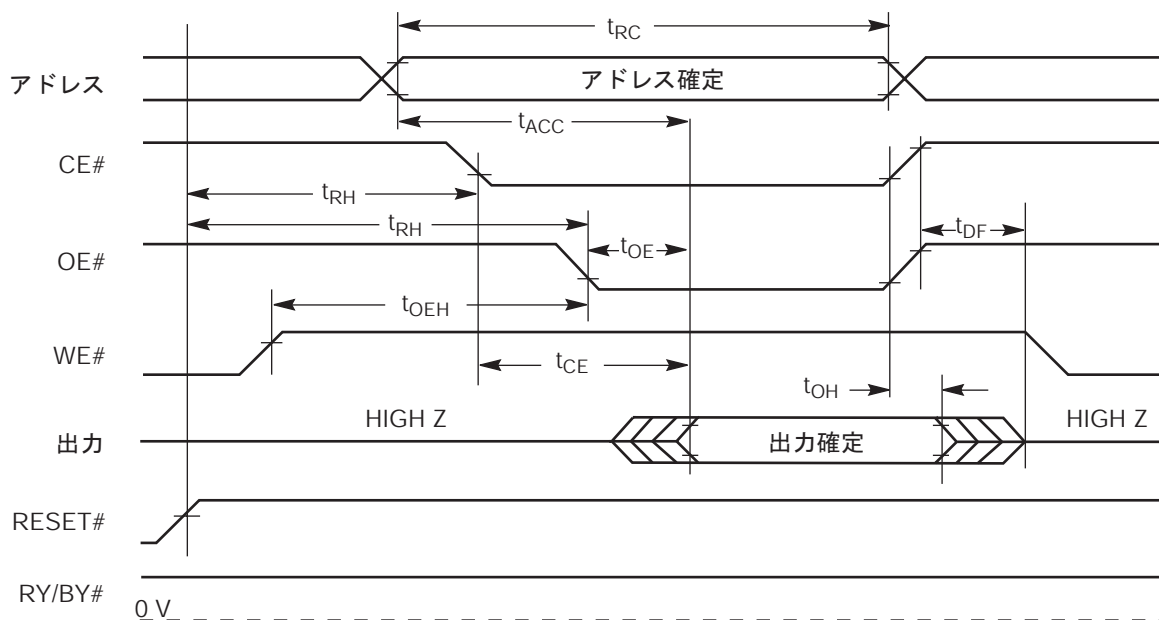 tRC
アドレス
アドレス確定
tACC
CE#
tRH
tRH
tOE
tDF
OE#
tOEH
WE#
tCE
tOH
HIGH Z
HIGH Z
出力
出力確定
RESET#
RY/BY#
0 V